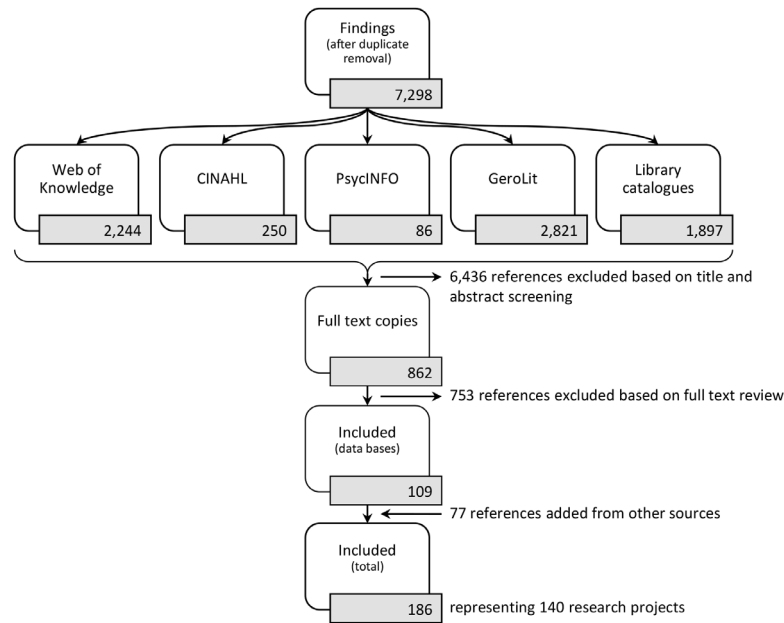 Findings
(after duplicate
removal)
7,298
Web of
Knowledge
2,244
CINAHL
250
PsycINFO
86
GeroLit
2,821
Library
catalogues
1,897
6,436 references excluded based on title and
abstract screening
Full text copies
862
753 references excluded based on full text review
Included
(data bases)
109
77 references added from other sources
Included
(total)
186
representing 140 research projects